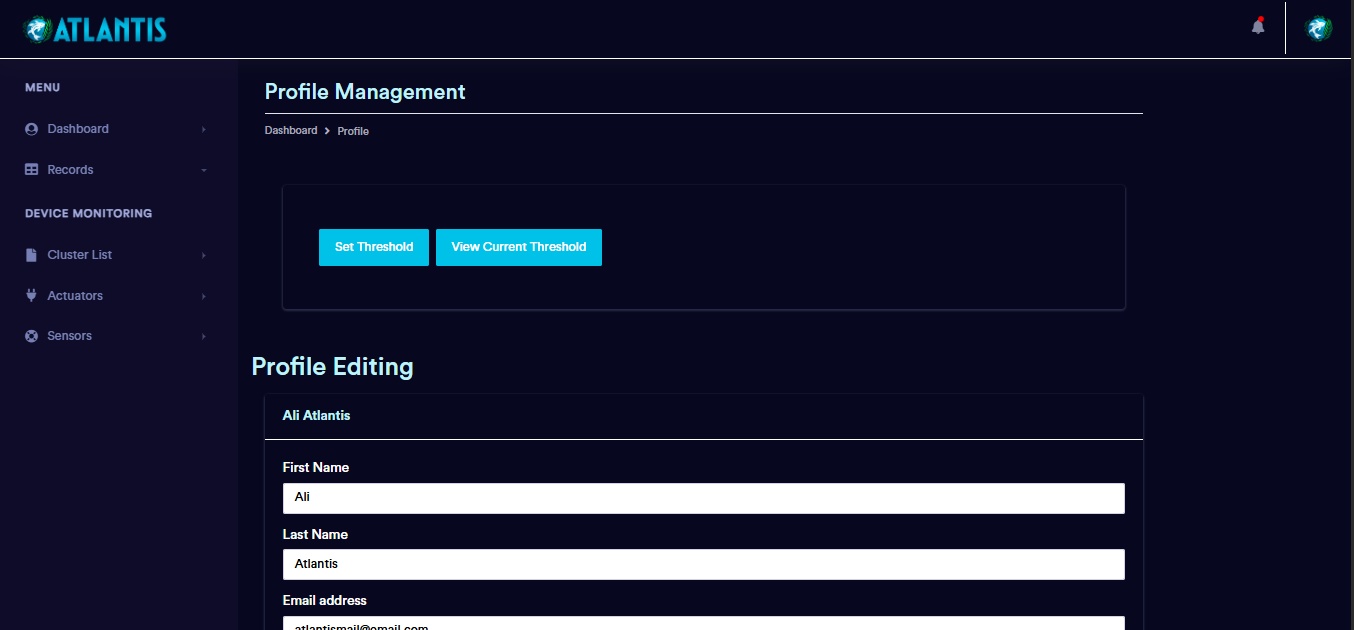 ATLANTIS
MENU
Dashboard
Records
DEVICE MONITORING
Cluster List
Actuators
Sensors
Profile Management
Dashboard > Profile
Set Threshold View Current Threshold
Profile Editing
Ali Atlantis
First Name
Ali
Last Name
Atlantis
Email address
atlantismail@email.com